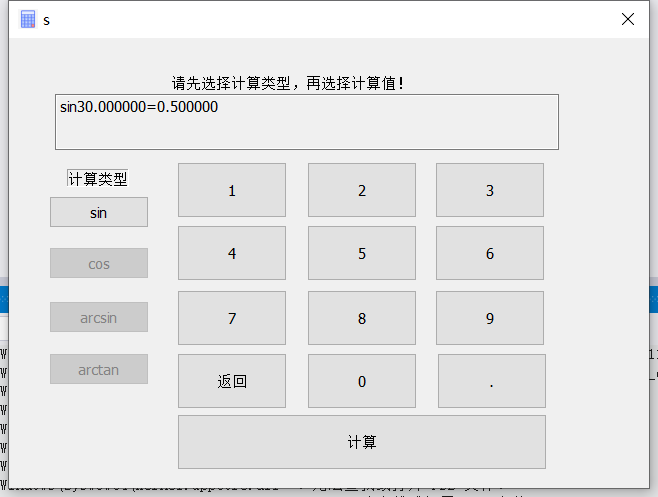 s
请先选择计算类型，再选择计算值！
sin30.000000=0.500000
计算类型
1
2
3
sin
4
5
6
cos
7
8
9
arcsin
返回
0
.
arctan
计算